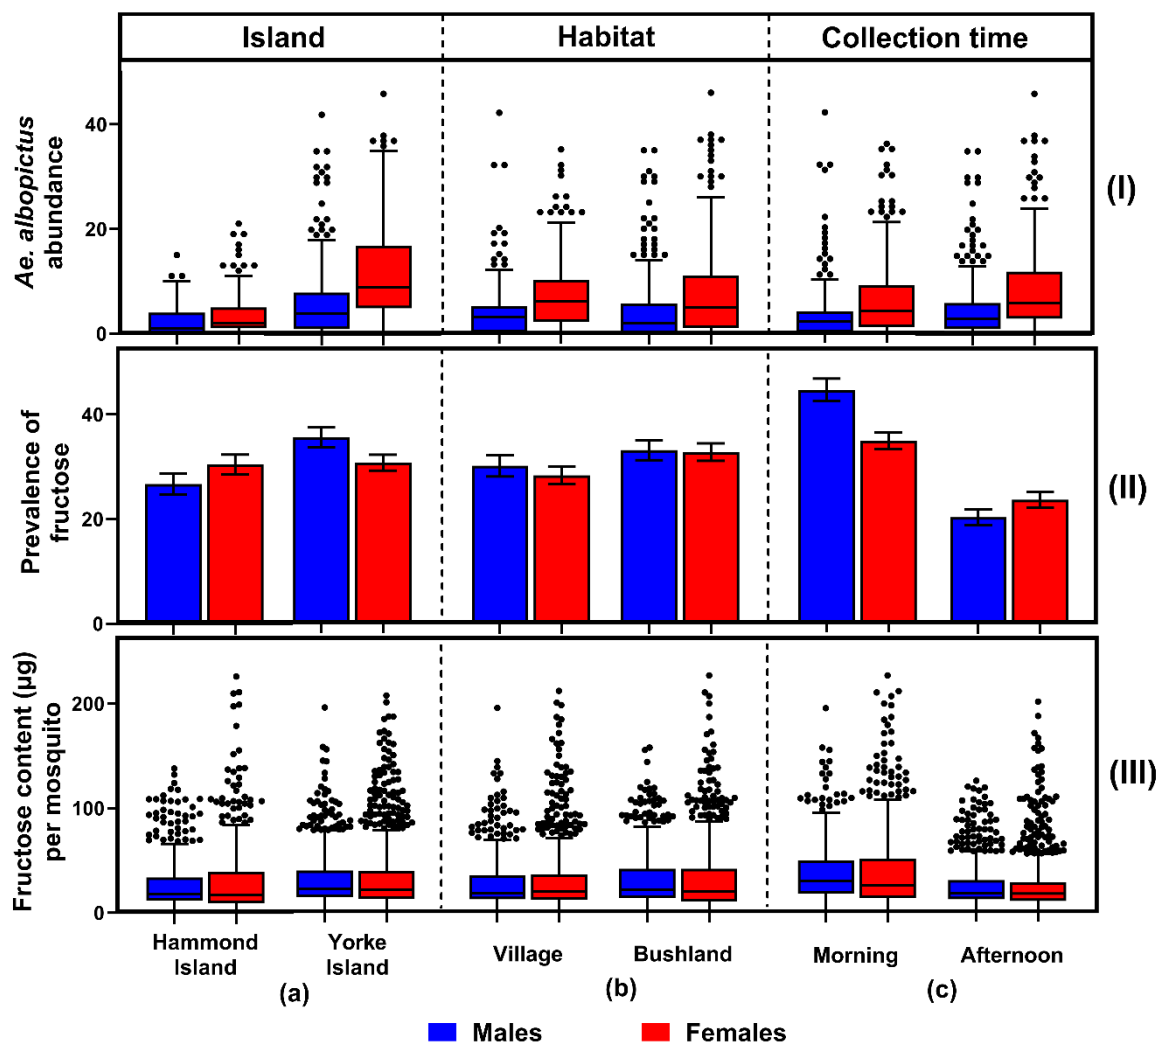 Island
Habitat
Collection time
Ae. albopictus
abundance
40
20
0
(I)
Prevalence of
fructose
40
20
0
(II)
Fructose content (µg)
per mosquito
200
100
0
(III)
Hammond
Island
Yorke
Island
Village
Bushland
Morning
Afternoon
(a)
(b)
(c)
Males
Females